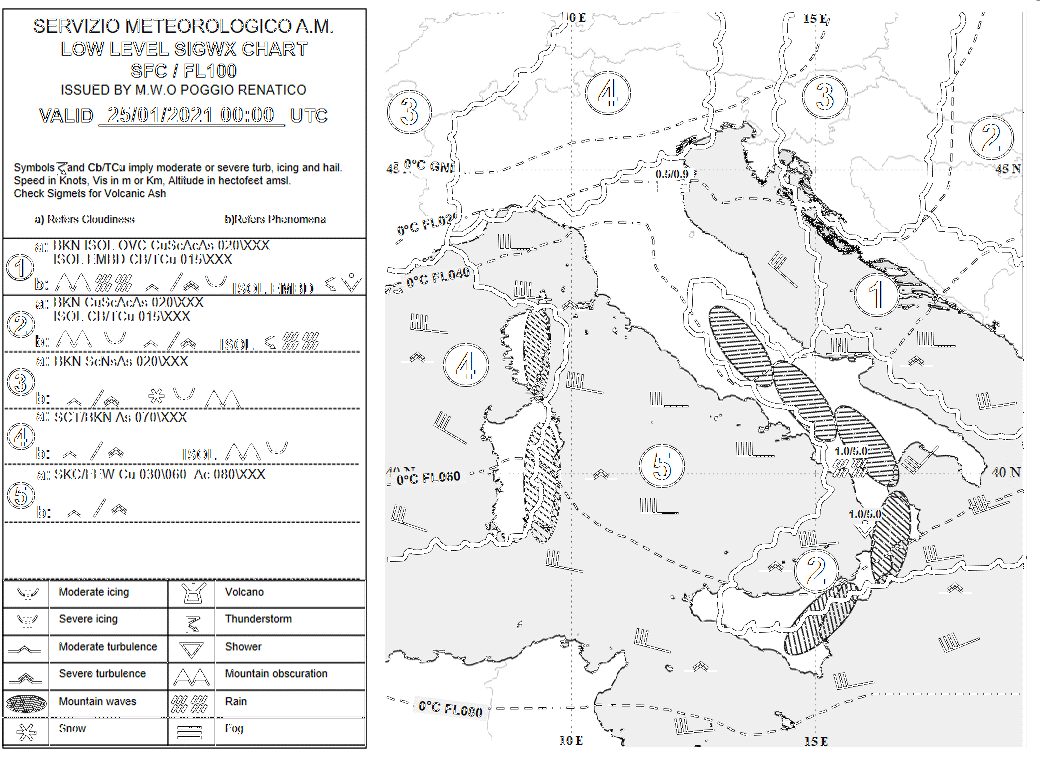 SERVIZIO METEOROLOGICO A.M.
LOW LEVEL SIGWX CHART
SFC / FL100
ISSUED BY M.W.O POGGIO RENATICO
VALID 25/01/2021 00:00 UTC
Symbols and Cb/TCu imply moderate or severe turb, icing and hail.
Speed in Knots, Vis in m or Km, Altitude in hectofeet amsl.
Check Sigmets for Volcanic Ash
a) Refers Cloudiness b)Refers Phenomena
1
a: BKN ISOL OVC CuScAcAs 020\XXX
ISOL EMBD CB/TCu 015\XXX
b: / ISOL EMBD
2
a: BKN CuScAcAs 020\XXX
ISOL CB/TCu 015\XXX
b: / ISOL
3
a: BKN ScNsAs 020\XXX
b: /
4
a: SCT/BKN As 070\XXX
b: / ISOL
5
a: SKC/FEW Cu 030\060 Ac 080\XXX
b: /
Moderate icing Volcano
Severe icing Thunderstorm
Moderate turbulence Shower
Severe turbulence Mountain obscuration
Mountain waves Rain
Snow Fog
10 E 15 E
3 4 3 2
45 N 0°C GND 45 N
0.5/0.9
0°C FL020
0°C FL040
1
4
5
1.0/5.0
40 N 0°C FL060 40 N
1.0/5.0
2
0°C FL080
10 E 15 E